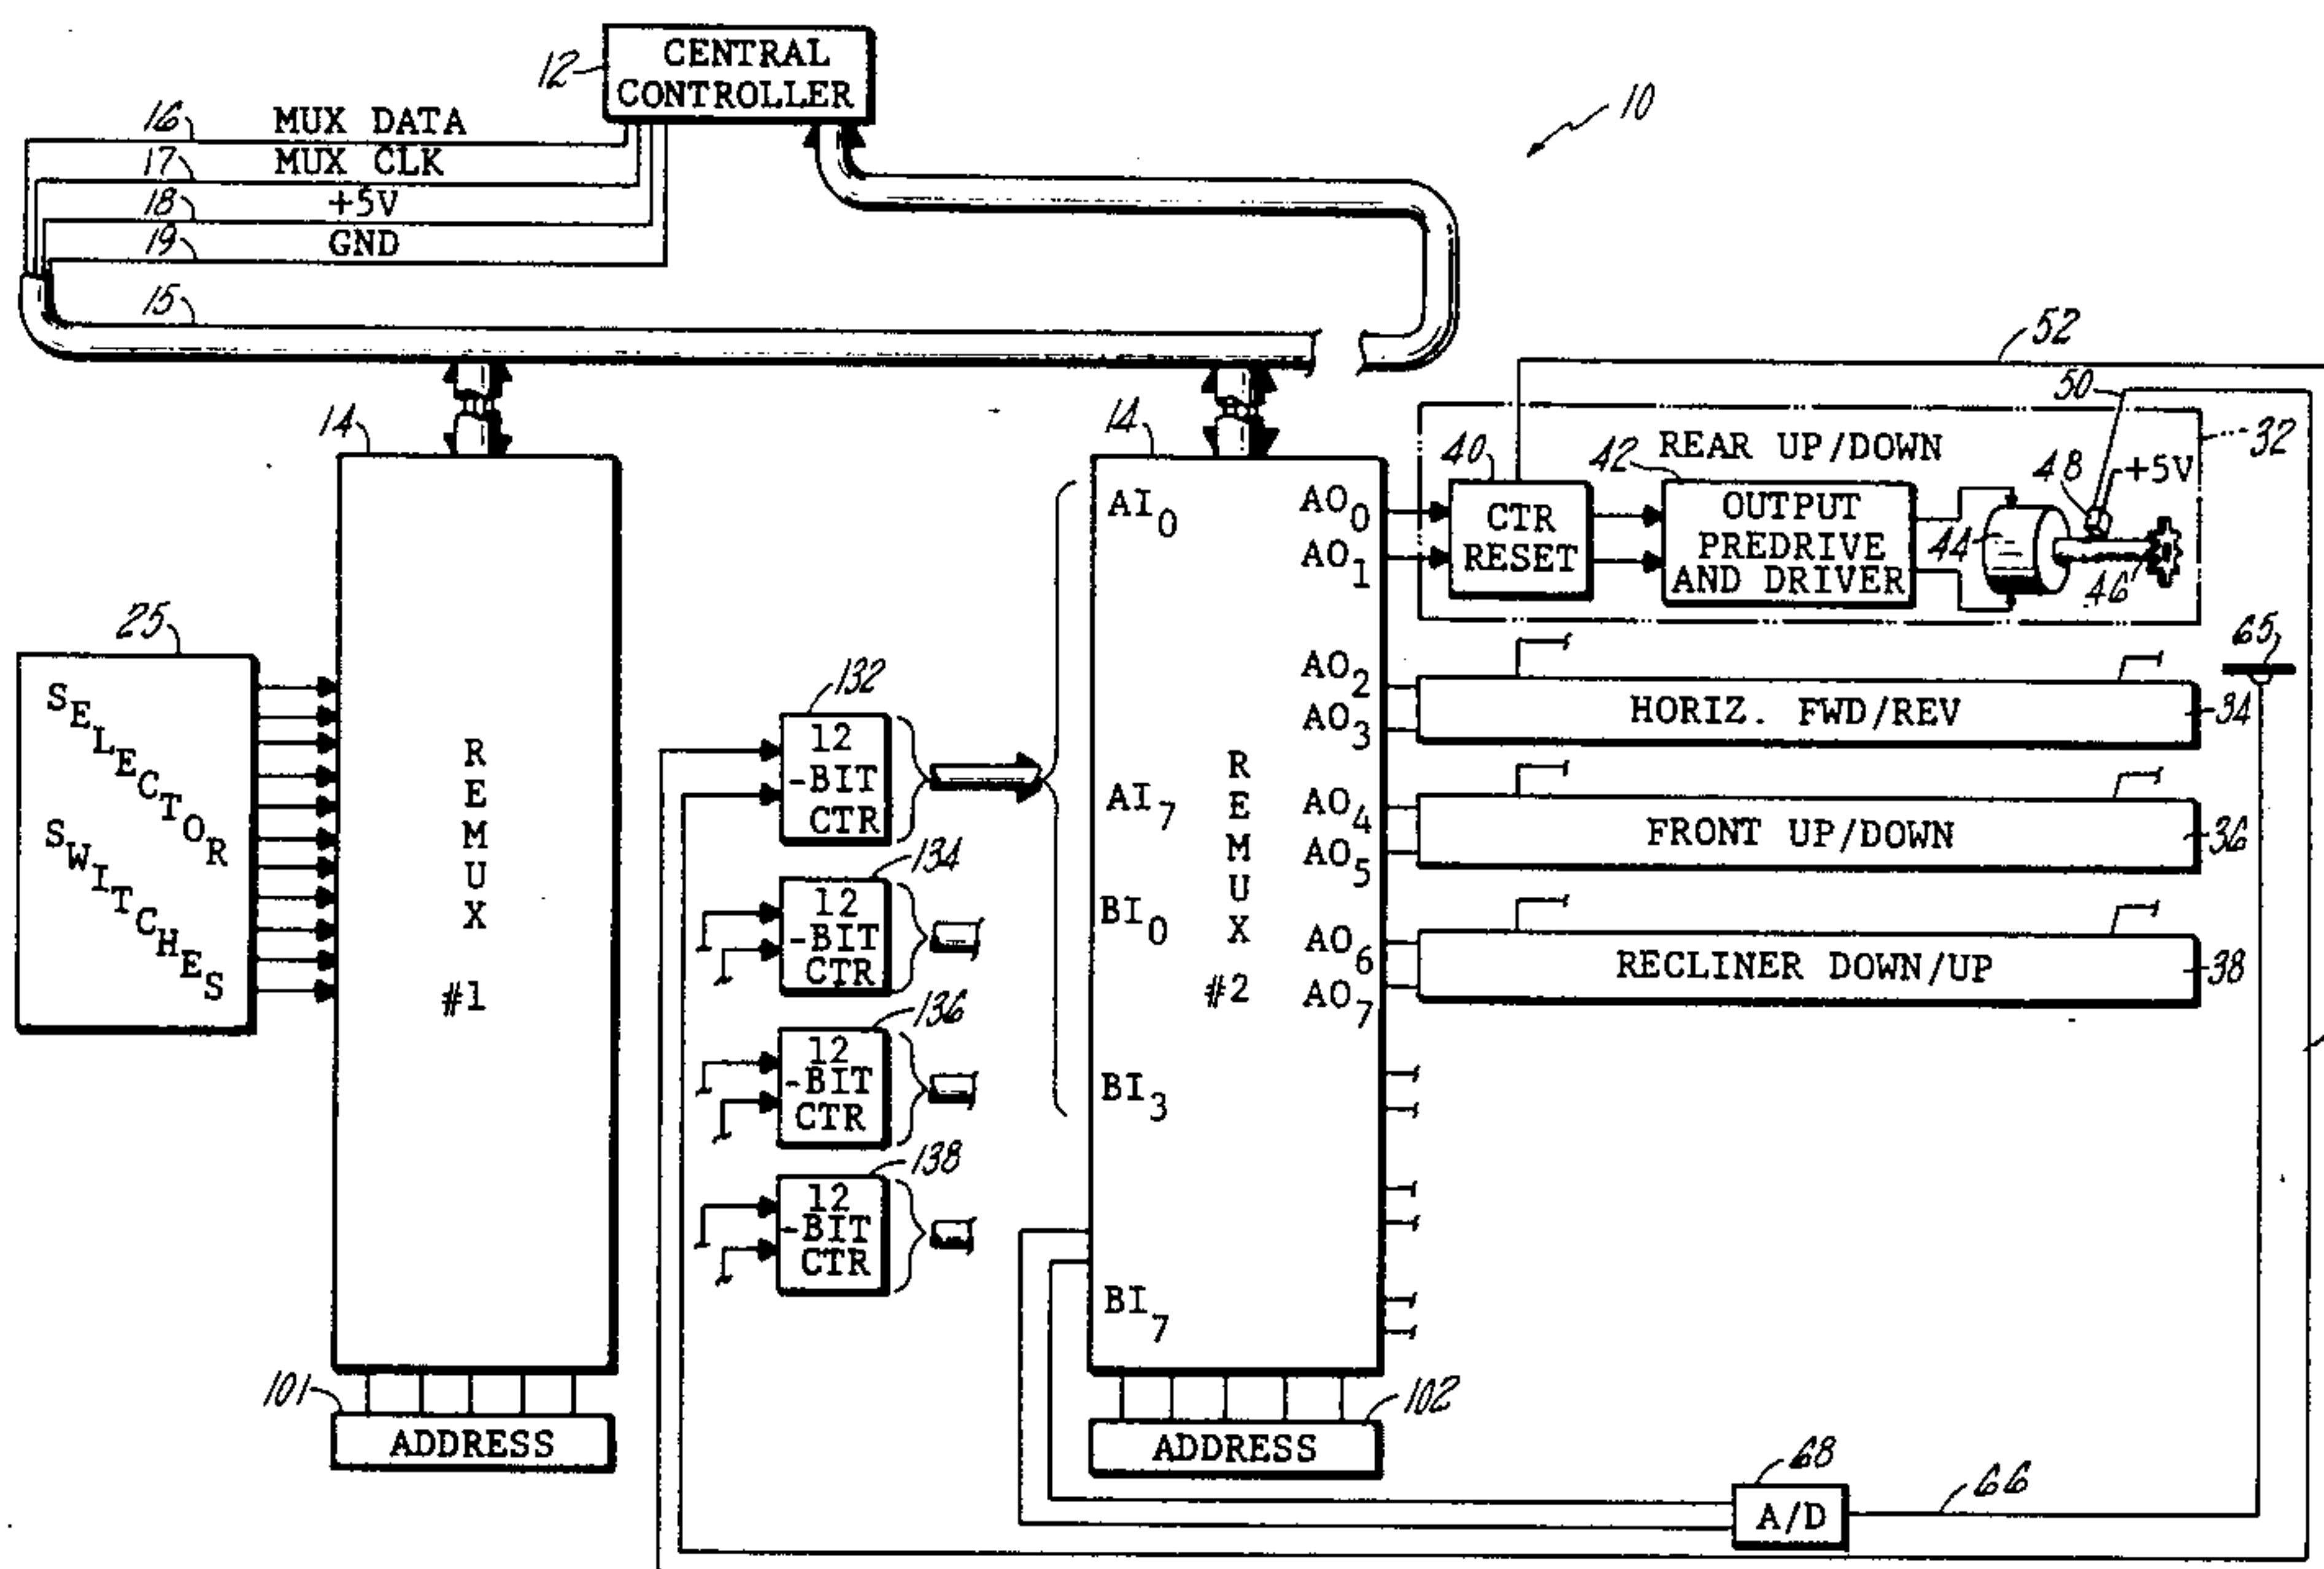 CENTRAL
CONTROLLER
12
10
16 MUX DATA
17 MUX CLK
18 +5V
19 GND
15
52
50
14
14
REAR UP/DOWN
32
40
42
48
+5V
CTR
RESET
OUTPUT
PREDRIVE
AND DRIVER
44
46
AI0
AO0
AO1
25
SELECTOR
SWITCHES
REMUX
#1
132
12
-BIT
CTR
134
12
-BIT
CTR
136
12
-BIT
CTR
138
12
-BIT
CTR
AI7
BI0
BI3
BI7
REMUX
#2
AO2
AO3
HORIZ. FWD/REV
34
65
AO4
AO5
FRONT UP/DOWN
36
AO6
AO7
RECLINER DOWN/UP
38
101
ADDRESS
102
ADDRESS
68
A/D
66